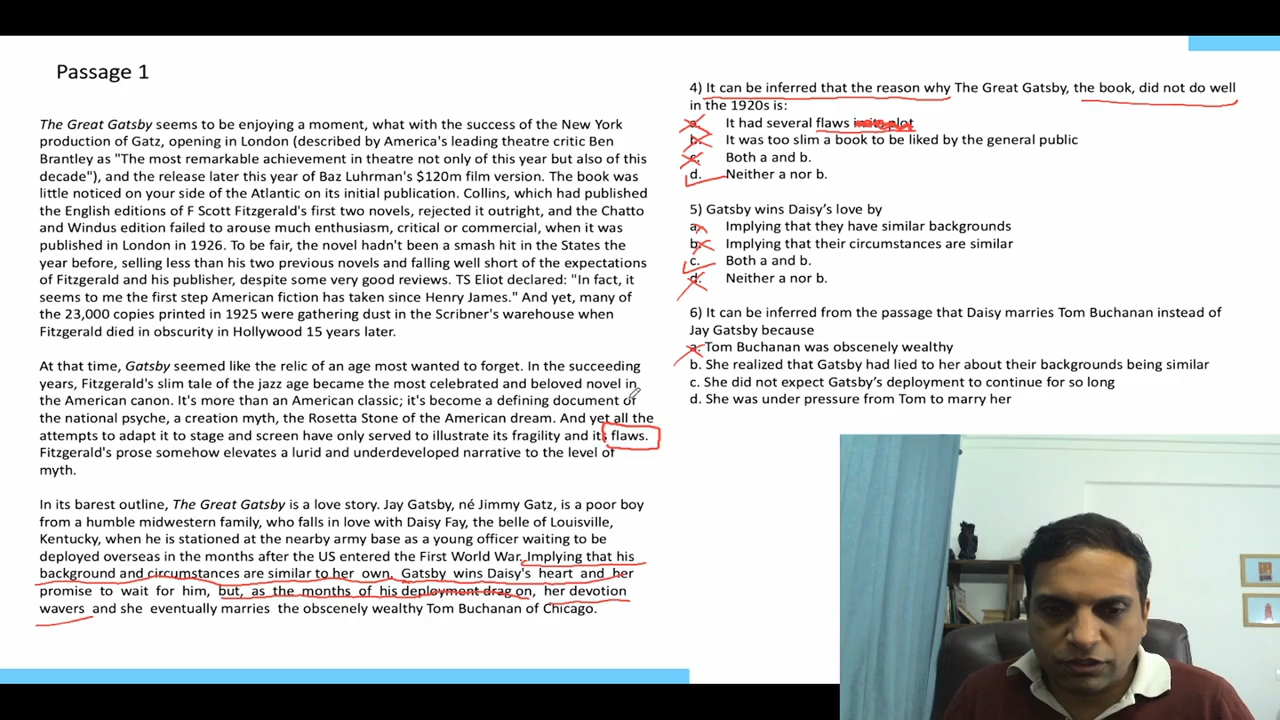 Passage 1
The Great Gatsby seems to be enjoying a moment, what with the success of the New York
production of Gatz, opening in London (described by America's leading theatre critic Ben
Brantley as "The most remarkable achievement in theatre not only of this year but also of this
decade"), and the release later this year of Baz Luhrman's $120m film version. The book was
little noticed on your side of the Atlantic on its initial publication. Collins, which had published
the English editions of F Scott Fitzgerald's first two novels, rejected it outright, and the Chatto
and Windus edition failed to arouse much enthusiasm, critical or commercial, when it was
published in London in 1926. To be fair, the novel hadn't been a smash hit in the States the
year before, selling less than his two previous novels and falling well short of the expectations
of Fitzgerald and his publisher, despite some very good reviews. TS Eliot declared: "In fact, it
seems to me the first step American fiction has taken since Henry James." And yet, many of
the 23,000 copies printed in 1925 were gathering dust in the Scribner's warehouse when
Fitzgerald died in obscurity in Hollywood 15 years later.
At that time, Gatsby seemed like the relic of an age most wanted to forget. In the succeeding
years, Fitzgerald's slim tale of the jazz age became the most celebrated and beloved novel in
the American canon. It's more than an American classic; it's become a defining document of
the national psyche, a creation myth, the Rosetta Stone of the American dream. And yet all the
attempts to adapt it to stage and screen have only served to illustrate its fragility and its flaws.
Fitzgerald's prose somehow elevates a lurid and underdeveloped narrative to the level of
myth.
In its barest outline, The Great Gatsby is a love story. Jay Gatsby, né Jimmy Gatz, is a poor boy
from a humble midwestern family, who falls in love with Daisy Fay, the belle of Louisville,
Kentucky, when he is stationed at the nearby army base as a young officer waiting to be
deployed overseas in the months after the US entered the First World War. Implying that his
background and circumstances are similar to her own, Gatsby wins Daisy's heart and her
promise to wait for him, but, as the months of his deployment drag on, her devotion
wavers and she eventually marries the obscenely wealthy Tom Buchanan of Chicago.
4) It can be inferred that the reason why The Great Gatsby, the book, did not do well
in the 1920s is:
a. It had several flaws in its plot
b. It was too slim a book to be liked by the general public
c. Both a and b.
d. Neither a nor b.
5) Gatsby wins Daisy's love by
a. Implying that they have similar backgrounds
b. Implying that their circumstances are similar
c. Both a and b.
d. Neither a nor b.
6) It can be inferred from the passage that Daisy marries Tom Buchanan instead of
Jay Gatsby because
a. Tom Buchanan was obscenely wealthy
b. She realized that Gatsby had lied to her about their backgrounds being similar
c. She did not expect Gatsby's deployment to continue for so long
d. She was under pressure from Tom to marry her